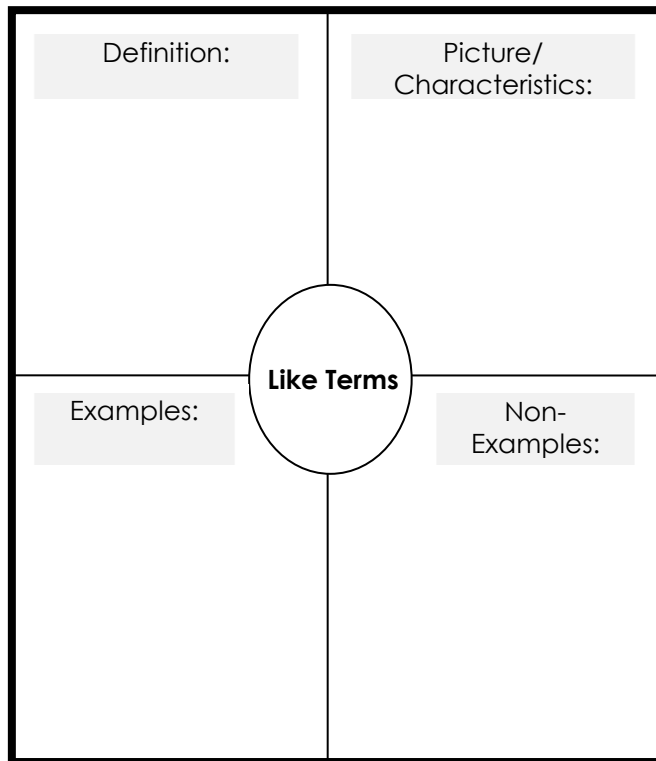 Definition:
Picture/
Characteristics:
Like Terms
Examples:
Non-
Examples: